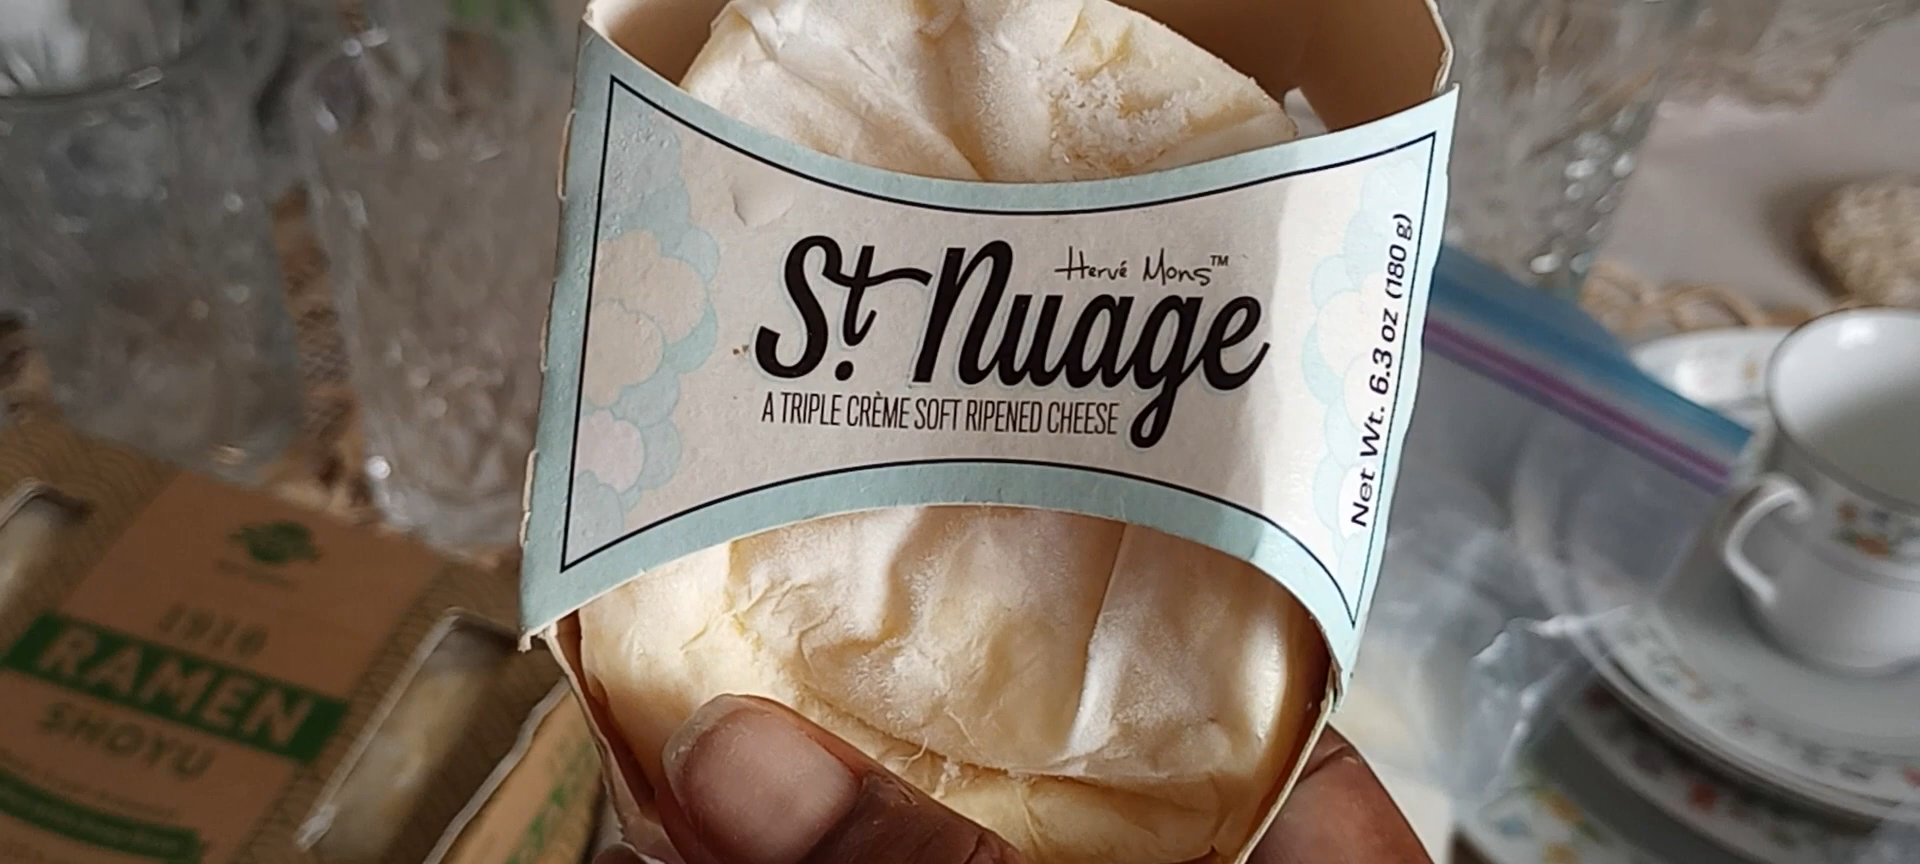 Hervé Mons™
St. Nuage
A TRIPLE CRÈME SOFT RIPENED CHEESE
Net Wt. 6.3 oz (180 g)
RAMEN
SHOYU